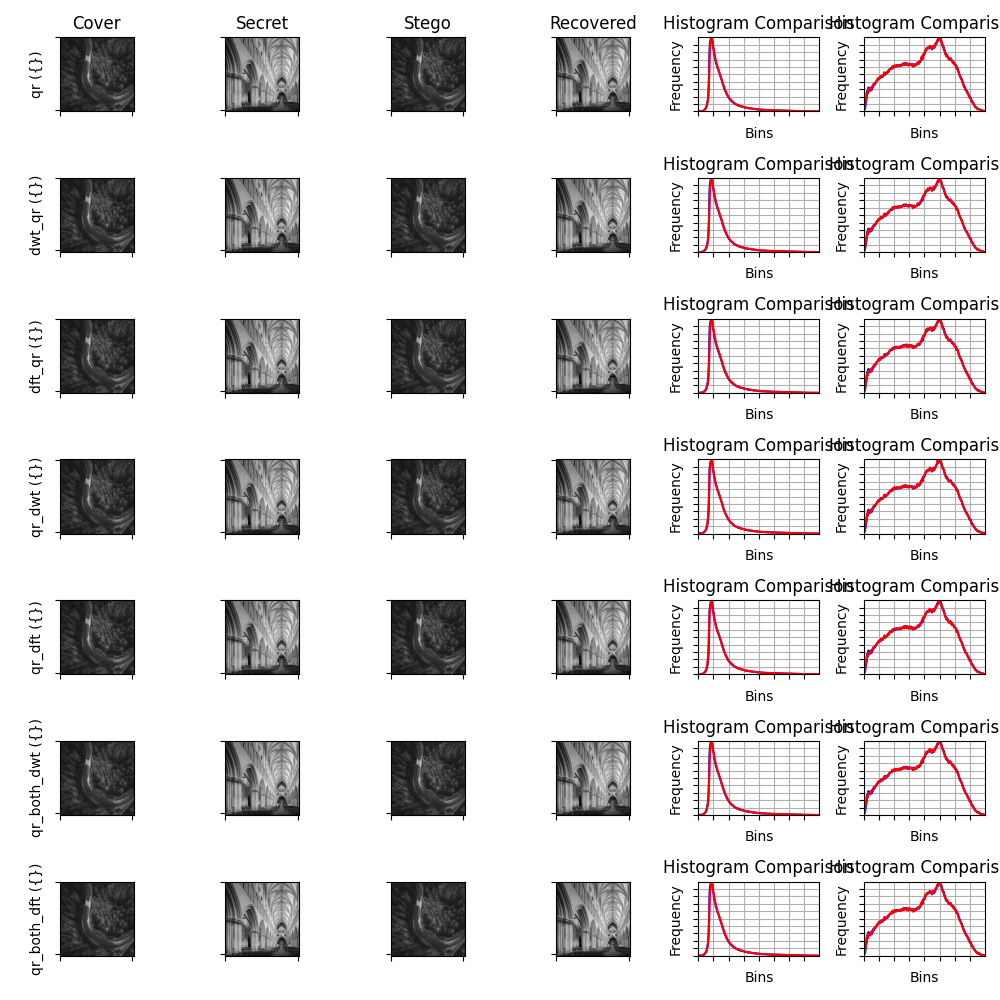 Cover Secret Stego Recovered Histogram Comparison Histogram Comparis
qr ({}) Frequency Frequency
Bins Bins
Histogram Comparison Histogram Comparis
dwt_qr ({}) Frequency Frequency
Bins Bins
Histogram Comparison Histogram Comparis
dft_qr ({}) Frequency Frequency
Bins Bins
Histogram Comparison Histogram Comparis
qr_dwt ({}) Frequency Frequency
Bins Bins
Histogram Comparison Histogram Comparis
qr_dft ({}) Frequency Frequency
Bins Bins
Histogram Comparison Histogram Comparis
qr_both_dwt ({}) Frequency Frequency
Bins Bins
Histogram Comparison Histogram Comparis
qr_both_dft ({}) Frequency Frequency
Bins Bins